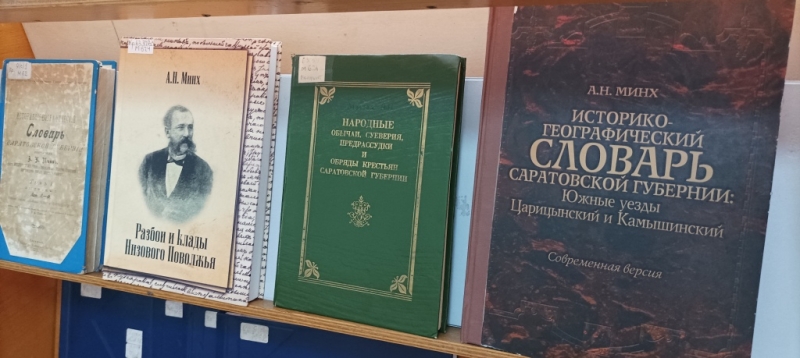 Словарь
А.Н. Минх
Разбои и клады
Низового Поволжья
НАРОДНЫЕ
ОБЫЧАИ, СУЕВЕРИЯ,
ПРЕДРАССУДКИ
И
ОБРЯДЫ КРЕСТЬЯН
САРАТОВСКОЙ ГУБЕРНИИ
А.Н. МИНХ
ИСТОРИКО-
ГЕОГРАФИЧЕСКИЙ
СЛОВАРЬ
САРАТОВСКОЙ ГУБЕРНИИ:
Южные уезды
Царицынский и Камышинский
Современная версия